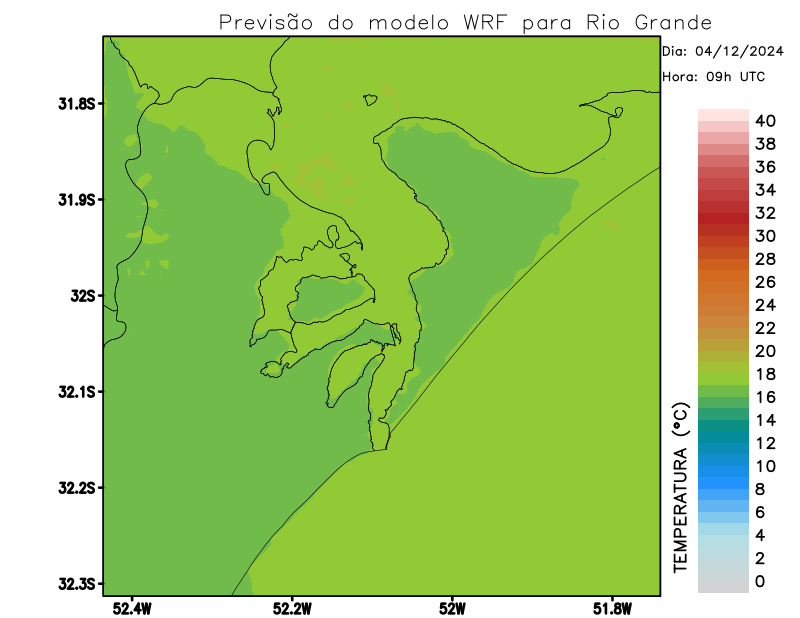 Previsão do modelo WRF para Rio Grande
Dia: 04/12/2024
Hora: 09h UTC
31.8S
31.9S
32S
32.1S
32.2S
32.3S
52.4W
52.2W
52W
51.8W
TEMPERATURA (°C)
40
38
36
34
32
30
28
26
24
22
20
18
16
14
12
10
8
6
4
2
0